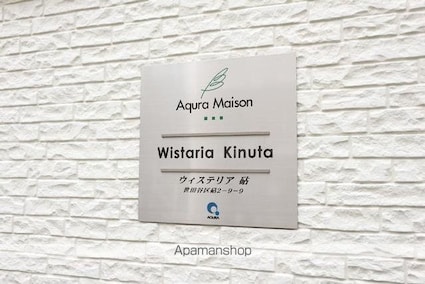 Aqura Maison
Wistaria Kinuta
ウィステリア 砧
世田谷区砧2-9-9
AQURA
Apamanshop